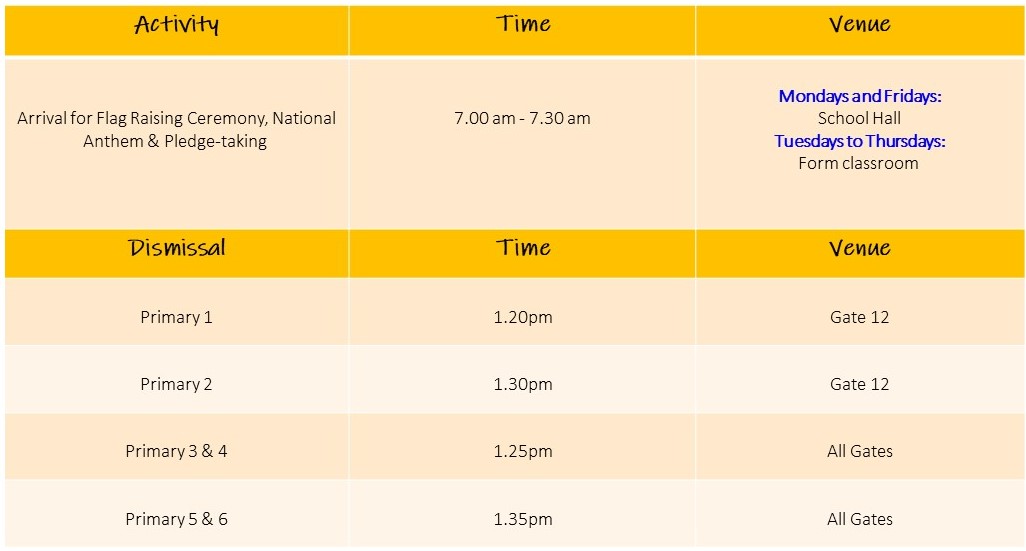 Activity Time Venue
Mondays and Fridays:
Arrival for Flag Raising Ceremony, National 7.00 am - 7.30 am School Hall
Anthem & Pledge-taking Tuesdays to Thursdays:
Form classroom
Dismissal Time Venue
Primary 1 1.20pm Gate 12
Primary 2 1.30pm Gate 12
Primary 3 & 4 1.25pm All Gates
Primary 5 & 6 1.35pm All Gates